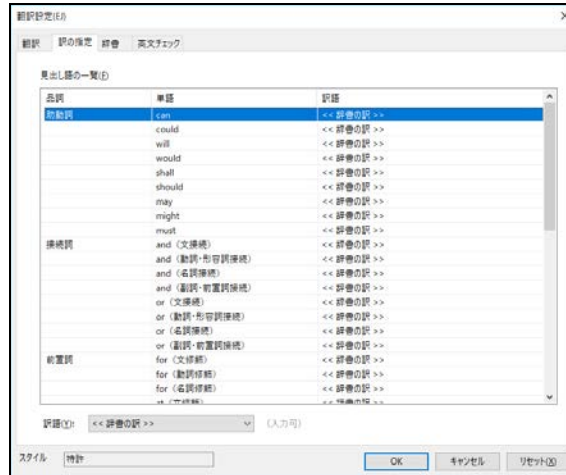 翻訳設定(EJ)
翻訳 訳の指定 辞書 英文チェック
見出し語の一覧(F)
品詞 単語 訳語
助動詞 can << 辞書の訳 >>
could << 辞書の訳 >>
will << 辞書の訳 >>
would << 辞書の訳 >>
shall << 辞書の訳 >>
should << 辞書の訳 >>
may << 辞書の訳 >>
might << 辞書の訳 >>
must << 辞書の訳 >>
接続詞 and（文接続） << 辞書の訳 >>
and（動詞・形容詞接続） << 辞書の訳 >>
and（名詞接続） << 辞書の訳 >>
and（副詞・前置詞接続） << 辞書の訳 >>
or（文接続） << 辞書の訳 >>
or（動詞・形容詞接続） << 辞書の訳 >>
or（名詞接続） << 辞書の訳 >>
or（副詞・前置詞接続） << 辞書の訳 >>
前置詞 for（文修飾） << 辞書の訳 >>
for（動詞修飾） << 辞書の訳 >>
for（名詞修飾） << 辞書の訳 >>
訳語(Y): << 辞書の訳 >> （入力可）
スタイル 特許
OK キャンセル リセット(X)